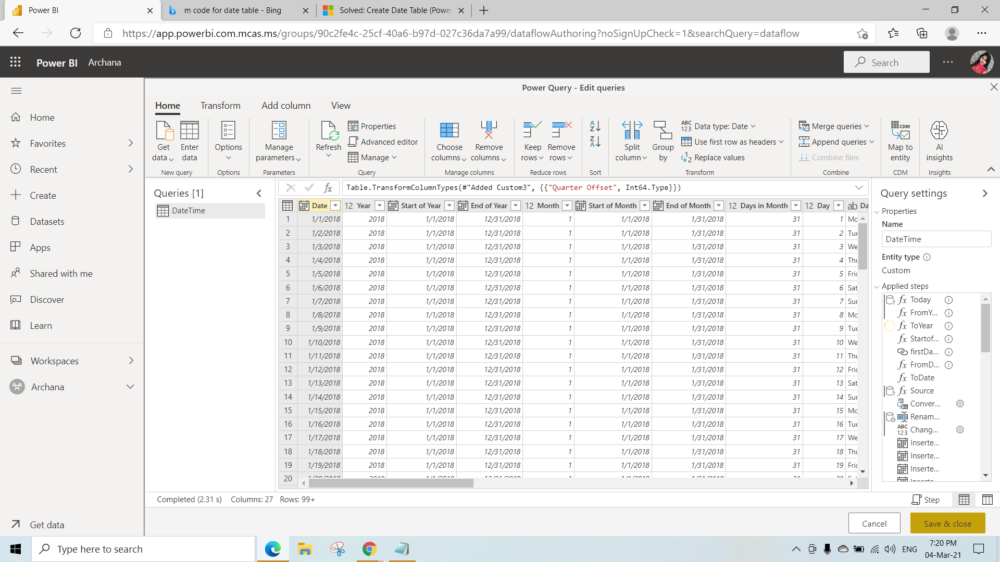 Power BI
m code for date table - Bing
Solved: Create Date Table (Power
https://app.powerbi.com.mcas.ms/groups/90c2fe4c-25cf-40a6-b97d-027c36da7a99/dataflowAuthoring?noSignUpCheck=1&searchQuery=dataflow
Power BI Archana
Search
Power Query - Edit queries
Home Transform Add column View
Get data
Enter data
New query
Options
Options
Manage parameters
Parameters
Refresh
Properties
Advanced editor
Manage
Query
Choose columns
Remove columns
Manage columns
Keep rows
Remove rows
Reduce rows
Sort
Split column
Group by
Data type: Date
Use first row as headers
Replace values
Transform
Merge queries
Append queries
Combine files
Combine
CDM
Map to entity
CDM
AI insights
Insights
Home
Favorites
Recent
Create
Datasets
Apps
Shared with me
Discover
Learn
Workspaces
Archana
Get data
Queries [1]
DateTime
fx Table.TransformColumnTypes(#"Added Custom3", {{"Quarter Offset", Int64.Type}})
Date 12 Year Start of Year End of Year 12 Month Start of Month End of Month 12 Days in Month 12 Day ab Da
1 1/1/2018 2018 1/1/2018 12/31/2018 1 1/1/2018 1/31/2018 31 1 Mo
2 1/2/2018 2018 1/1/2018 12/31/2018 1 1/1/2018 1/31/2018 31 2 Tue
3 1/3/2018 2018 1/1/2018 12/31/2018 1 1/1/2018 1/31/2018 31 3 We
4 1/4/2018 2018 1/1/2018 12/31/2018 1 1/1/2018 1/31/2018 31 4 Thu
5 1/5/2018 2018 1/1/2018 12/31/2018 1 1/1/2018 1/31/2018 31 5 Fric
6 1/6/2018 2018 1/1/2018 12/31/2018 1 1/1/2018 1/31/2018 31 6 Sat
7 1/7/2018 2018 1/1/2018 12/31/2018 1 1/1/2018 1/31/2018 31 7 Sun
8 1/8/2018 2018 1/1/2018 12/31/2018 1 1/1/2018 1/31/2018 31 8 Mo
9 1/9/2018 2018 1/1/2018 12/31/2018 1 1/1/2018 1/31/2018 31 9 Tue
10 1/10/2018 2018 1/1/2018 12/31/2018 1 1/1/2018 1/31/2018 31 10 We
11 1/11/2018 2018 1/1/2018 12/31/2018 1 1/1/2018 1/31/2018 31 11 Thu
12 1/12/2018 2018 1/1/2018 12/31/2018 1 1/1/2018 1/31/2018 31 12 Fric
13 1/13/2018 2018 1/1/2018 12/31/2018 1 1/1/2018 1/31/2018 31 13 Sat
14 1/14/2018 2018 1/1/2018 12/31/2018 1 1/1/2018 1/31/2018 31 14 Sun
15 1/15/2018 2018 1/1/2018 12/31/2018 1 1/1/2018 1/31/2018 31 15 Mo
16 1/16/2018 2018 1/1/2018 12/31/2018 1 1/1/2018 1/31/2018 31 16 Tue
17 1/17/2018 2018 1/1/2018 12/31/2018 1 1/1/2018 1/31/2018 31 17 We
18 1/18/2018 2018 1/1/2018 12/31/2018 1 1/1/2018 1/31/2018 31 18 Thu
19 1/19/2018 2018 1/1/2018 12/31/2018 1 1/1/2018 1/31/2018 31 19 Fric
20
Query settings
Properties
Name
DateTime
Entity type
Custom
Applied steps
fx Today
fx FromY...
fx ToYear
fx Startof...
firstDa...
fx FromD...
fx ToDate
fx Source
Conver...
Renam...
ABC 123 Chang...
Inserte...
Inserte...
Inserte...
Completed (2.31 s) Columns: 27 Rows: 99+
Step
Cancel
Save & close
Type here to search
ENG
7:20 PM
04-Mar-21